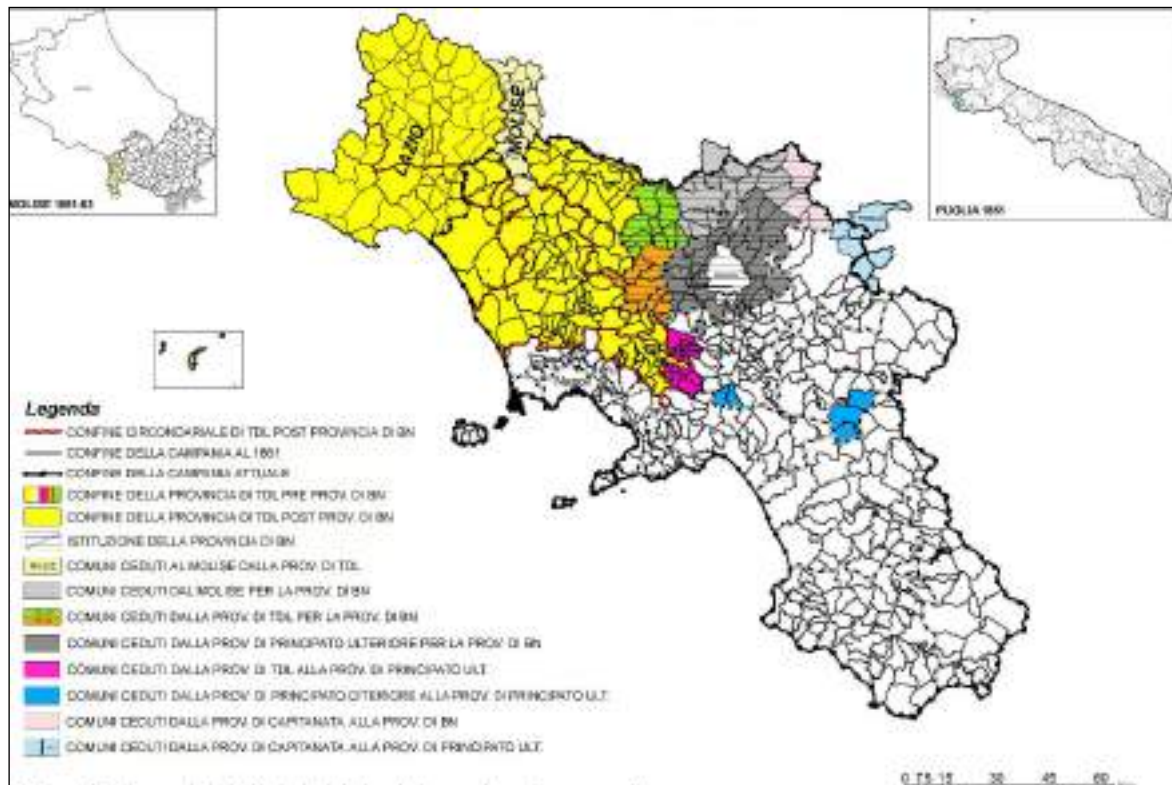 MOLISE 1861-63
PUGLIA 1861
LAZIO
MOLISE
Legenda
CONFINE CIRCONDARIALE DI TDL POST PROVINCIA DI BN
CONFINE DELLA CAMPANIA AL 1861
CONFINE DELLA CAMPANIA ATTUALE
CONFINE DELLA PROVINCIA DI TDL PRE PROV. DI BN
CONFINE DELLA PROVINCIA DI TDL POST PROV. DI BN
ISTITUZIONE DELLA PROVINCIA DI BN
COMUNI CEDUTI AL MOLISE DALLA PROV. DI TDL
COMUNI CEDUTI DAL MOLISE PER LA PROV. DI BN
COMUNI CEDUTI DALLA PROV. DI TDL PER LA PROV. DI BN
COMUNI CEDUTI DALLA PROV DI PRINCIPATO ULTERIORE PER LA PROV. DI BN
COMUNI CEDUTI DALLA PROV DI TDL ALLA PROV. DI PRINCIPATO ULT.
COMUNI CEDUTI DALLA PROV. DI PRINCIPATO ALLA PROV. DI PRINCIPATO ULT.
COMUNI CEDUTI DALLA PROV. DI CAPITANATA ALLA PROV. DI BN
COMUNI CEDUTI DALLA PROV. DI CAPITANATA ALLA PROV. DI PRINCIPATO ULT.
0 7.5 15 30 45 60